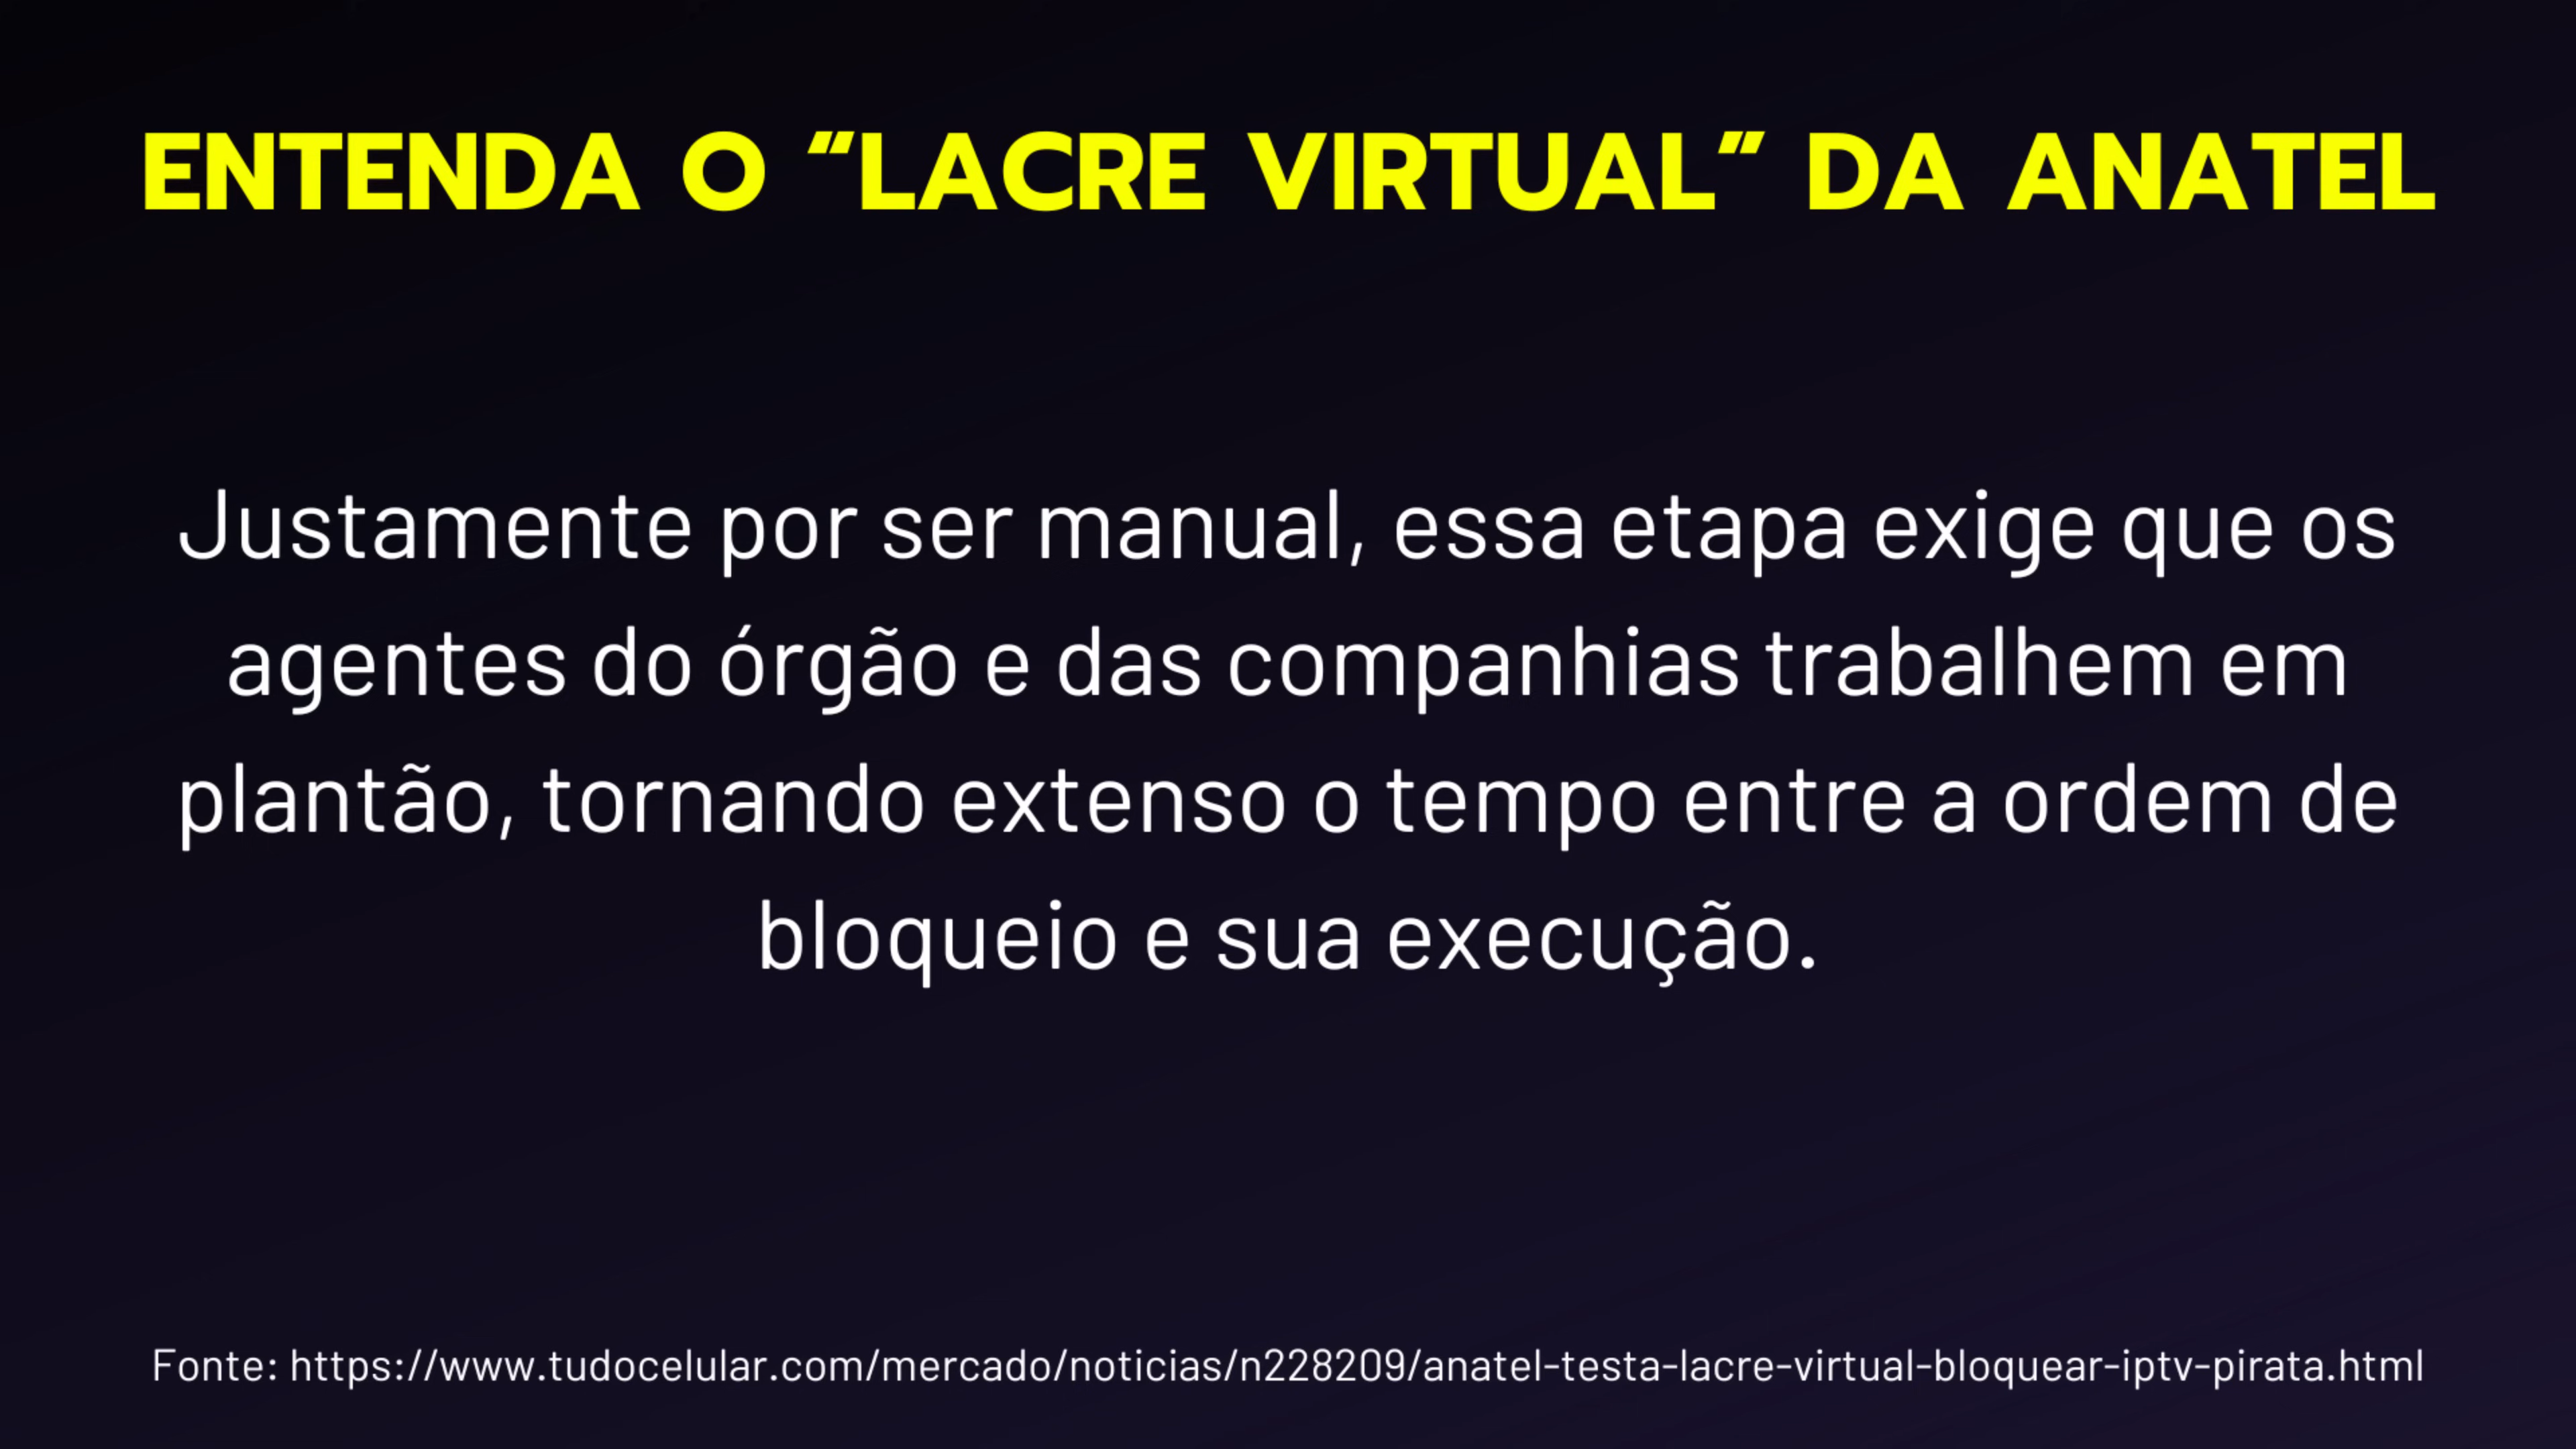 ENTENDA O “LACRE VIRTUAL” DA ANATEL
Justamente por ser manual, essa etapa exige que os
agentes do órgão e das companhias trabalhem em
plantão, tornando extenso o tempo entre a ordem de
bloqueio e sua execução.
Fonte: https://www.tudocelular.com/mercado/noticias/n228209/anatel-testa-lacre-virtual-bloquear-iptv-pirata.html